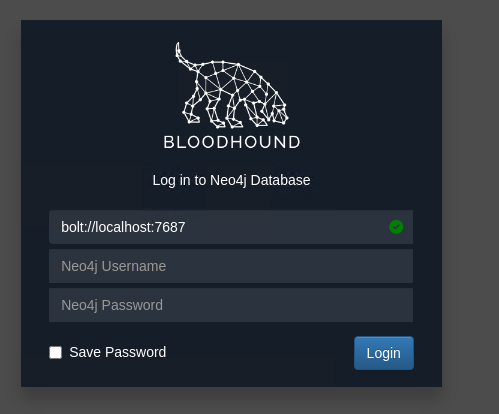 BLOODHOUND
Log in to Neo4j Database
bolt://localhost:7687
Neo4j Username
Neo4j Password
Save Password
Login